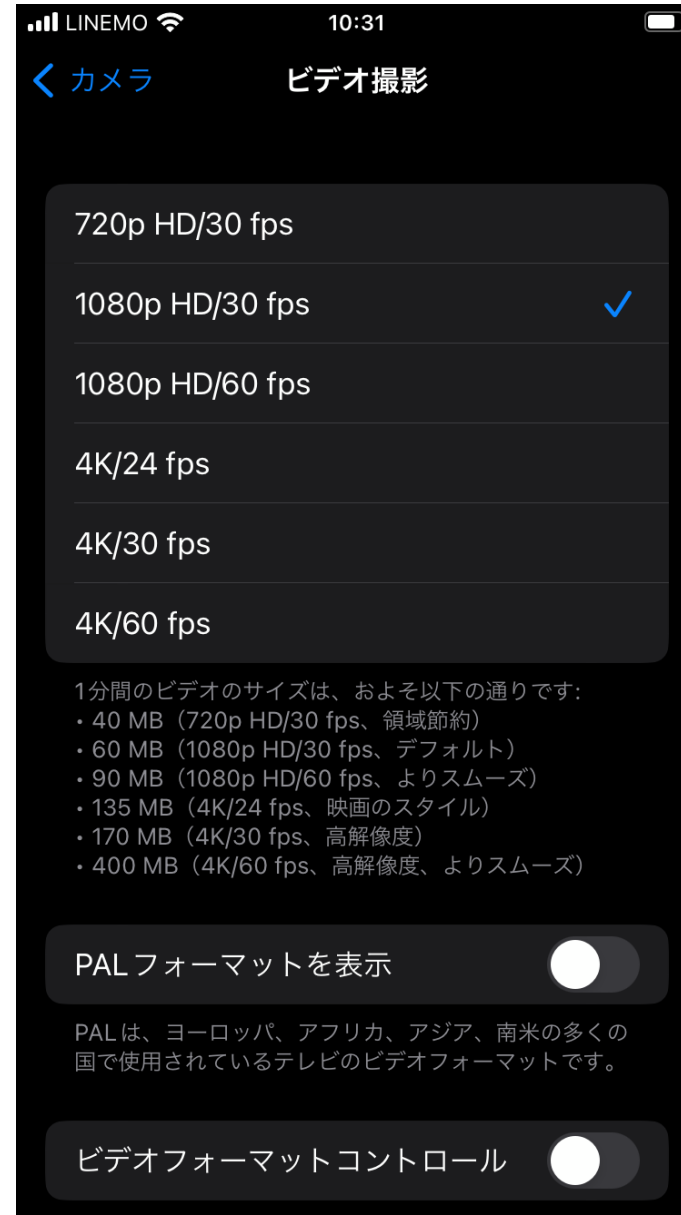 LINEMO 10:31
カメラ ビデオ撮影
720p HD/30 fps
1080p HD/30 fps
1080p HD/60 fps
4K/24 fps
4K/30 fps
4K/60 fps
1分間のビデオのサイズは、およそ以下の通りです:
• 40 MB（720p HD/30 fps、領域節約）
• 60 MB（1080p HD/30 fps、デフォルト）
• 90 MB（1080p HD/60 fps、よりスムーズ）
• 135 MB（4K/24 fps、映画のスタイル）
• 170 MB（4K/30 fps、高解像度）
• 400 MB（4K/60 fps、高解像度、よりスムーズ）
PALフォーマットを表示
PALは、ヨーロッパ、アフリカ、アジア、南米の多くの
国で使用されているテレビのビデオフォーマットです。
ビデオフォーマットコントロール